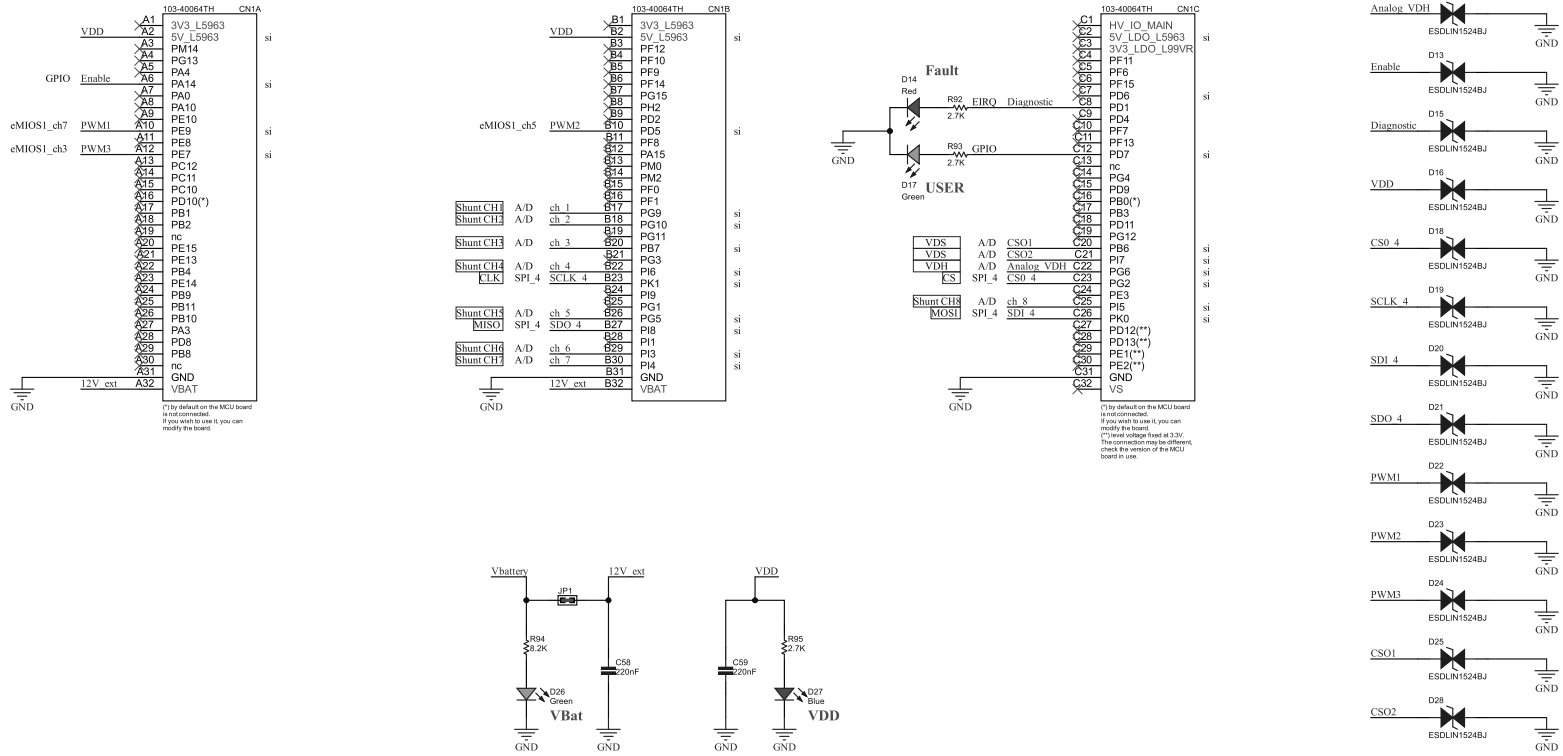 103-40064TH CN1A
A1 3V3_L5963
VDD A2 5V_L5963 si
A3 PM14
A4 PG13
A5 PA4
GPIO Enable A6 PA14 si
A7 PA0
A8 PA10
A9 PE10
eMIOS1_ch7 PWM1 A10 PE9 si
A11 PE8
eMIOS1_ch3 PWM3 A12 PE7 si
A13 PC12
A14 PC11
A15 PC10
A16 PD10(*)
A17 PB1
A18 PB2
A19 nc
A20 PE15
A21 PE13
A22 PB4
A23 PE14
A24 PB9
A25 PB11
A26 PB10
A27 PA3
A28 PD8
A29 PB8
A30 nc
A31 GND
12V_ext A32 VBAT
GND
(*) by default on the MCU board
is not connected.
If you wish to use it, you can
modify the board.
103-40064TH CN1B
B1 3V3_L5963
VDD B2 5V_L5963 si
B3 PF12
B4 PF10
B5 PF9
B6 PF14
B7 PG15
B8 PH2
B9 PD2
eMIOS1_ch5 PWM2 B10 PD5 si
B11 PF8
B12 PA15
B13 PM0
B14 PM2
B15 PF0
B16 PF1
Shunt CH1 A/D ch_1 B17 PG9 si
Shunt CH2 A/D ch_2 B18 PG10 si
B19 PG11
Shunt CH3 A/D ch_3 B20 PB7 si
B21 PG3
Shunt CH4 A/D ch_4 B22 PI6 si
CLK SPI_4 SCLK_4 B23 PK1 si
B24 PI9
B25 PG1
Shunt CH5 A/D ch_5 B26 PG5 si
MISO SPI_4 SDO_4 B27 PI8 si
B28 PI1
Shunt CH6 A/D ch_6 B29 PI3 si
Shunt CH7 A/D ch_7 B30 PI4 si
B31 GND
12V_ext B32 VBAT
GND
103-40064TH CN1C
C1 HV_IO_MAIN
C2 5V_LDO_L5963 si
C3 3V3_LDO_L99VR
C4 PF11
C5 PF6
C6 PF15
C7 PD6 si
Fault
D14
Red
R92
2.7K
EIRQ Diagnostic C8 PD1
C9 PD4
C10 PF7
C11 PF13
R93
2.7K
GPIO C12 PD7 si
GND
D17
Green
USER
C13 nc
C14 PG4
C15 PD9
C16 PB0(*)
C17 PB3
C18 PD11
C19 PG12
VDS A/D CSO1 C20 PB6 si
VDS A/D CSO2 C21 PI7 si
VDH A/D Analog_VDH C22 PG6 si
CS SPI_4 CS0_4 C23 PG2 si
C24 PE3
Shunt CH8 A/D ch_8 C25 PI5 si
MOSI SPI_4 SDI_4 C26 PK0 si
C27 PD12(**)
C28 PD13(**)
C29 PE1(**)
C30 PE2(**)
C31 GND
C32 VS
GND
(*) by default on the MCU board
is not connected.
If you wish to use it, you can
modify the board.
(**) level voltage fixed at 3.3V.
The connection may be different,
check the version of the MCU
board in use.
Analog_VDH
ESDLIN1524BJ
GND
Enable D13
ESDLIN1524BJ
GND
Diagnostic D15
ESDLIN1524BJ
GND
VDD D16
ESDLIN1524BJ
GND
CS0_4 D18
ESDLIN1524BJ
GND
SCLK_4 D19
ESDLIN1524BJ
GND
SDI_4 D20
ESDLIN1524BJ
GND
SDO_4 D21
ESDLIN1524BJ
GND
PWM1 D22
ESDLIN1524BJ
GND
PWM2 D23
ESDLIN1524BJ
GND
PWM3 D24
ESDLIN1524BJ
GND
CSO1 D25
ESDLIN1524BJ
GND
CSO2 D28
ESDLIN1524BJ
GND
Vbattery 12V_ext
JP1
R94
8.2K
C58
220nF
D26
Green
VBat
GND GND
VDD
C59
220nF
R95
2.7K
D27
Blue
VDD
GND GND